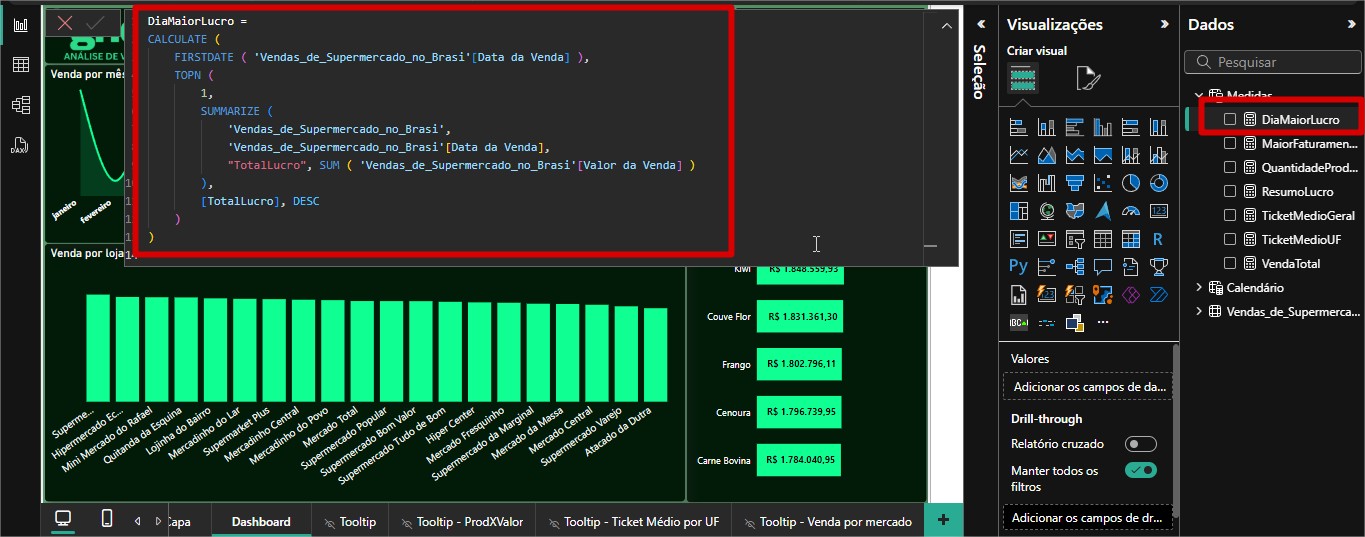 DiaMaiorLucro =
CALCULATE (
FIRSTDATE ( 'Vendas_de_Supermercado_no_Brasi'[Data da Venda] ),
TOPN (
1,
SUMMARIZE (
'Vendas_de_Supermercado_no_Brasi',
'Vendas_de_Supermercado_no_Brasi'[Data da Venda],
"TotalLucro", SUM ( 'Vendas_de_Supermercado_no_Brasi'[Valor da Venda] )
),
[TotalLucro], DESC
)
)
ANÁLISE DE V
Venda por mês
janeiro
fevereiro
Venda por loja
Superme...
Hipermercado Ec...
Mini Mercado do Rafael
Quitanda da Esquina
Lojinha do Bairro
Mercadinho do Lar
Supermarket Plus
Mercadinho Central
Mercadinho do Povo
Mercado Total
Supermercado Popular
Supermercado Bom Valor
Supermercado Tudo de Bom
Hiper Center
Mercado Fresquinho
Supermercado da Marginal
Mercado da Massa
Mercado Central
Supermercado Varejo
Atacado da Dutra
Kiwi R$ 1.848.559,93
Couve Flor R$ 1.831.361,30
Frango R$ 1.802.796,11
Cenoura R$ 1.796.739,95
Carne Bovina R$ 1.784.040,95
Capa
Dashboard
Tooltip
Tooltip - ProdXValor
Tooltip - Ticket Médio por UF
Tooltip - Venda por mercado
+
Seleção
Visualizações
Criar visual
R
Py
123
ABC
...
Valores
Adicionar os campos de da...
Drill-through
Relatório cruzado
Manter todos os
filtros
Adicionar os campos de dr...
Dados
Pesquisar
Medidas
DiaMaiorLucro
MaiorFaturamen...
QuantidadeProd...
ResumoLucro
TicketMedioGeral
TicketMedioUF
VendaTotal
Calendário
Vendas_de_Supermerca...